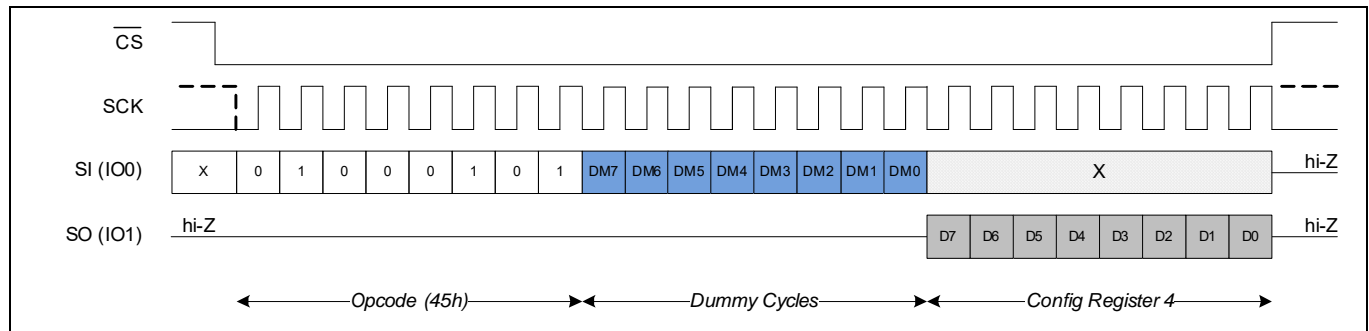 CS
SCK
SI (IO0) X 0 1 0 0 0 1 0 1 DM7 DM6 DM5 DM4 DM3 DM2 DM1 DM0 X hi-Z
SO (IO1) hi-Z D7 D6 D5 D4 D3 D2 D1 D0 hi-Z
Opcode (45h) Dummy Cycles Config Register 4